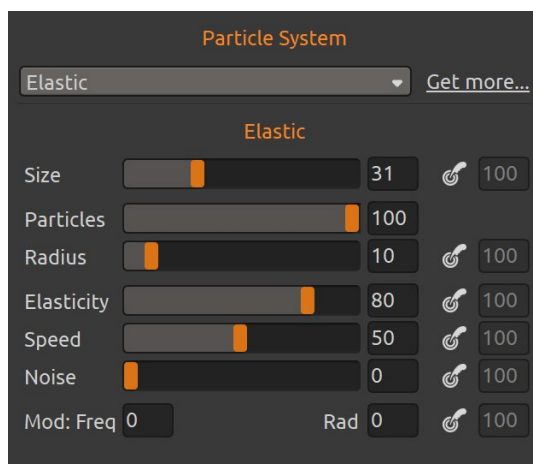 Particle System
Elastic Get more...
Elastic
Size 31 100
Particles 100
Radius 10 100
Elasticity 80 100
Speed 50 100
Noise 0 100
Mod: Freq 0 Rad 0 100